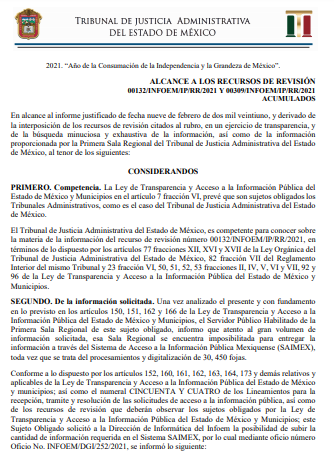 TRIBUNAL DE JUSTICIA ADMINISTRATIVA
DEL ESTADO DE MÉXICO
2021. "Año de la Consumación de la Independencia y la Grandeza de México".
ALCANCE A LOS RECURSOS DE REVISIÓN
00132/INFOEM/IP/RR/2021 Y 00309/INFOEM/IP/RR/2021
ACUMULADOS
En alcance al informe justificado de fecha nueve de febrero de dos mil veintiuno, y derivado de
la interposición de los recursos de revisión citados al rubro, en un ejercicio de transparencia, y
de la búsqueda minuciosa y exhaustiva de la información, así como de la información
proporcionada por la Primera Sala Regional del Tribunal de Justicia Administrativa del Estado
de México, al tenor de los siguientes:
CONSIDERANDOS
PRIMERO. Competencia. La Ley de Transparencia y Acceso a la Información Pública del
Estado de México y Municipios en el artículo 7 fracción VI, prevé que son sujetos obligados los
Tribunales Administrativos, como es el caso del Tribunal de Justicia Administrativa del Estado
de México.
El Tribunal de Justicia Administrativa del Estado de México, es competente para conocer sobre
la materia de la información del recurso de revisión número 00132/INFOEM/IP/RR/2021, en
términos de lo dispuesto por los artículos 77 fracciones XII, XVI y XVII de la Ley Orgánica del
Tribunal de Justicia Administrativa del Estado de México, 82 fracción VII del Reglamento
Interior del mismo Tribunal y 23 fracción VI, 50, 51, 52, 53 fracciones II, IV, V, VI y VII, 92 y
96 de la Ley de Transparencia y Acceso a la Información Pública del Estado de México y
Municipios.
SEGUNDO. De la información solicitada. Una vez analizado el presente y con fundamento
en lo previsto en los artículos 150, 151, 162 y 166 de la Ley de Transparencia y Acceso a la
Información Pública del Estado de México y Municipios, el Servidor Público Habilitado de la
Primera Sala Regional de este sujeto obligado, informo que atento al gran volumen de
información solicitada, esa Sala Regional se encuentra imposibilitada para entregar la
información a través del Sistema de Acceso a la Información Pública Mexiquense (SAIMEX),
toda vez que se trata del procesamientos y digitalización de 30, 450 fojas.
Conforme a lo dispuesto por los artículos 152, 160, 161, 162, 163, 164, 173 y demás relativos y
aplicables de la Ley de Transparencia y Acceso a la Información Pública del Estado de México
y municipios; así como el numeral CINCUENTA Y CUATRO de los Lineamientos para la
recepción, tramite y resolución de las solicitudes de acceso a la información pública, así como
de los recursos de revisión que deberán observar los sujetos obligados por la Ley de
Transparencia y Acceso a la Información Pública del Estado de México y Municipios; este
Sujeto Obligado solicitó a la Dirección de Informática del Infoem la posibilidad de subir la
cantidad de información requerida en el Sistema SAIMEX, por lo cual mediante oficio número
Oficio No. INFOEM/DGI/252/2021, se informó lo siguiente: